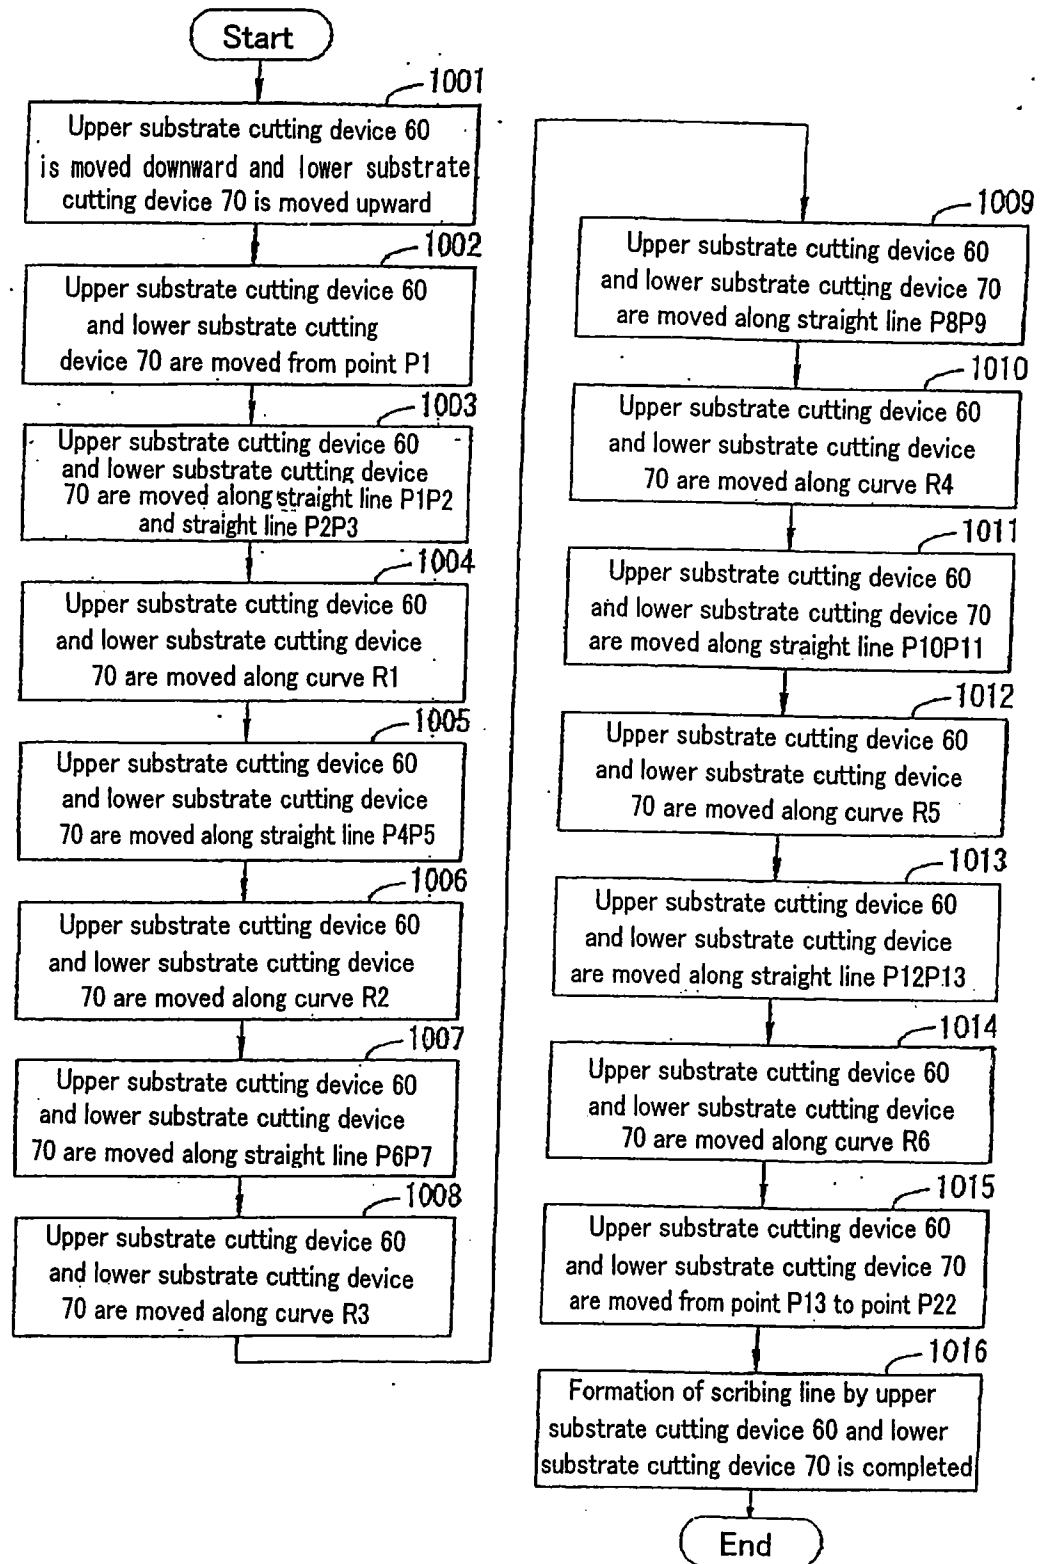 Start
1001
Upper substrate cutting device 60
is moved downward and lower substrate
cutting device 70 is moved upward
1002
Upper substrate cutting device 60
and lower substrate cutting
device 70 are moved from point P1
1003
Upper substrate cutting device 60
and lower substrate cutting device
70 are moved along straight line P1P2
and straight line P2P3
1004
Upper substrate cutting device 60
and lower substrate cutting device
70 are moved along curve R1
1005
Upper substrate cutting device 60
and lower substrate cutting device
70 are moved along straight line P4P5
1006
Upper substrate cutting device 60
and lower substrate cutting device
70 are moved along curve R2
1007
Upper substrate cutting device 60
and lower substrate cutting device
70 are moved along straight line P6P7
1008
Upper substrate cutting device 60
and lower substrate cutting device
70 are moved along curve R3
1009
Upper substrate cutting device 60
and lower substrate cutting device 70
are moved along straight line P8P9
1010
Upper substrate cutting device 60
and lower substrate cutting device
70 are moved along curve R4
1011
Upper substrate cutting device 60
and lower substrate cutting device 70
are moved along straight line P10P11
1012
Upper substrate cutting device 60
and lower substrate cutting device
70 are moved along curve R5
1013
Upper substrate cutting device 60
and lower substrate cutting device
are moved along straight line P12P13
1014
Upper substrate cutting device 60
and lower substrate cutting device
70 are moved along curve R6
1015
Upper substrate cutting device 60
and lower substrate cutting device 70
are moved from point P13 to point P22
1016
Formation of scribing line by upper
substrate cutting device 60 and lower
substrate cutting device 70 is completed
End